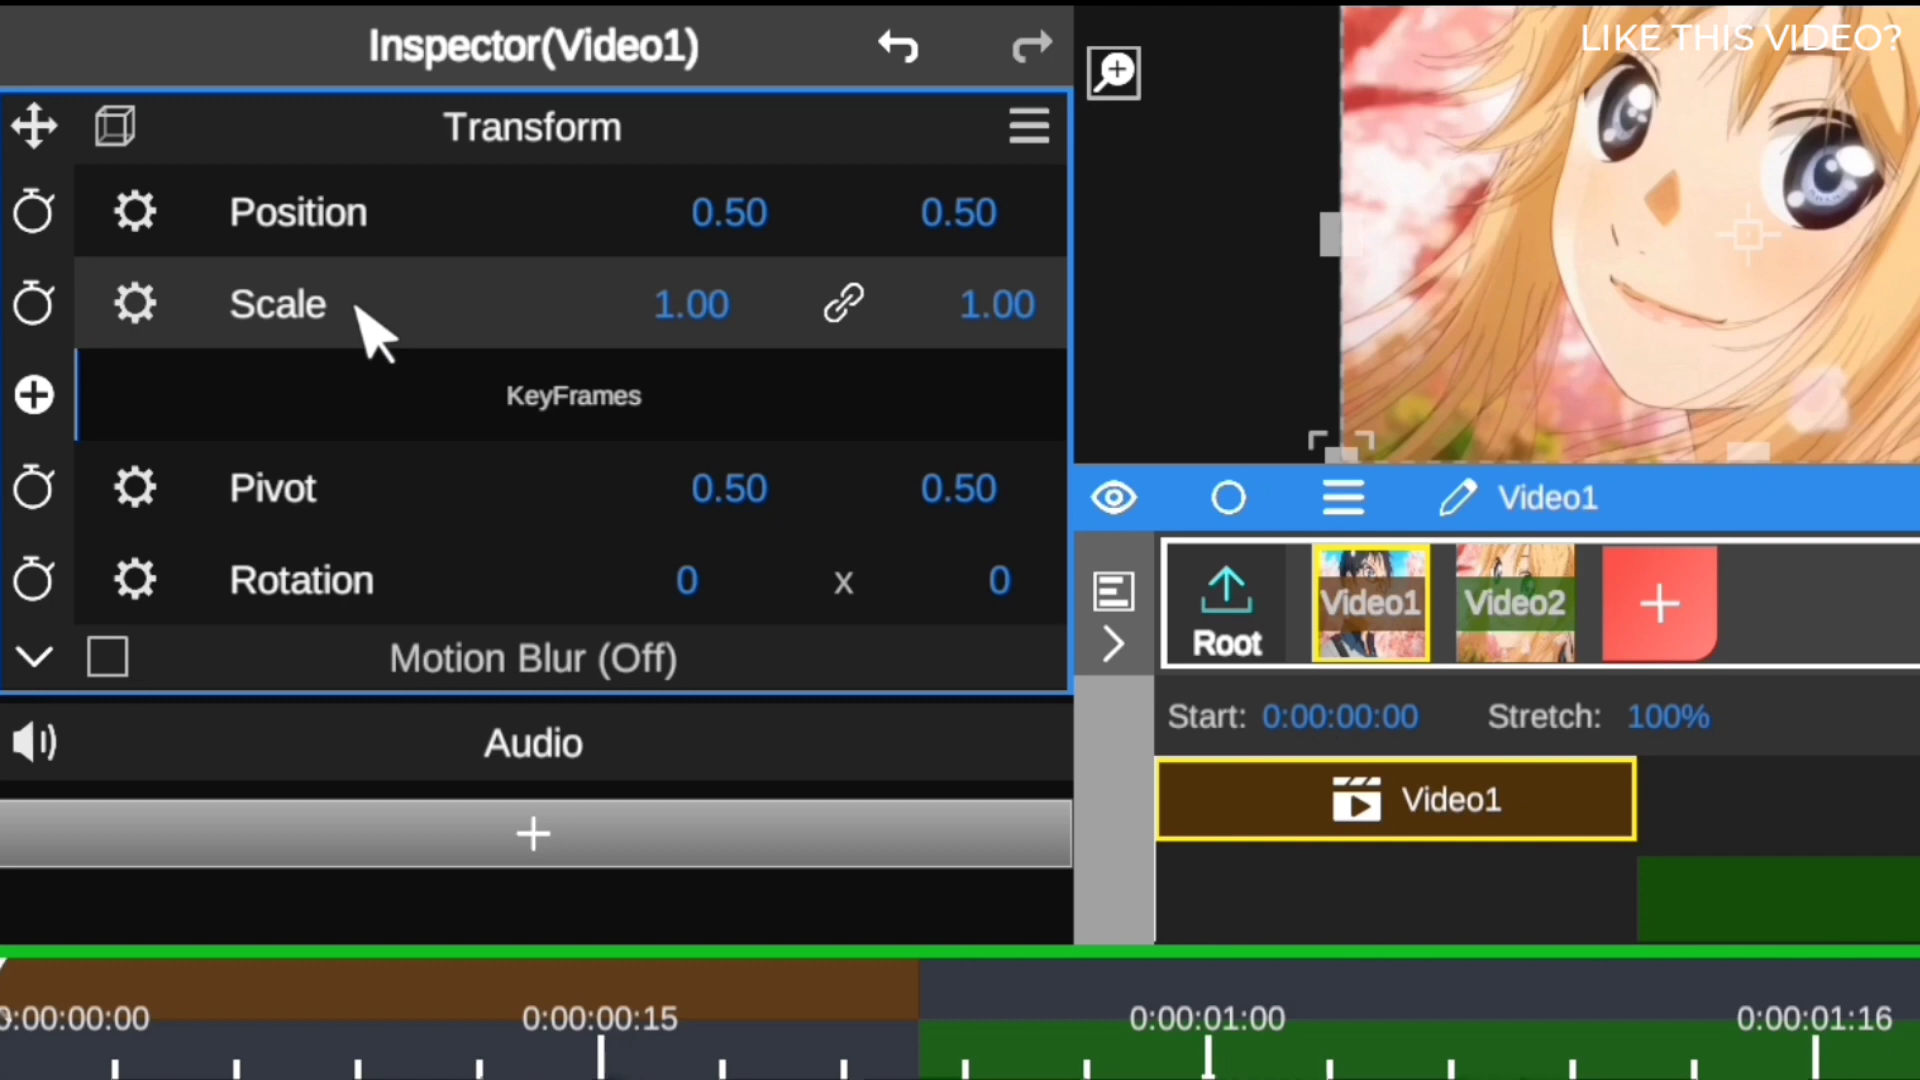 Inspector(Video1)
LIKE THIS VIDEO?
Transform
Position 0.50 0.50
Scale 1.00 1.00
KeyFrames
Pivot 0.50 0.50
Rotation 0 x 0
Motion Blur (Off)
Audio
Video1
Root
Video1
Video2
Start: 0:00:00:00 Stretch: 100%
Video1
0:00:00:00 0:00:00:15 0:00:01:00 0:00:01:16